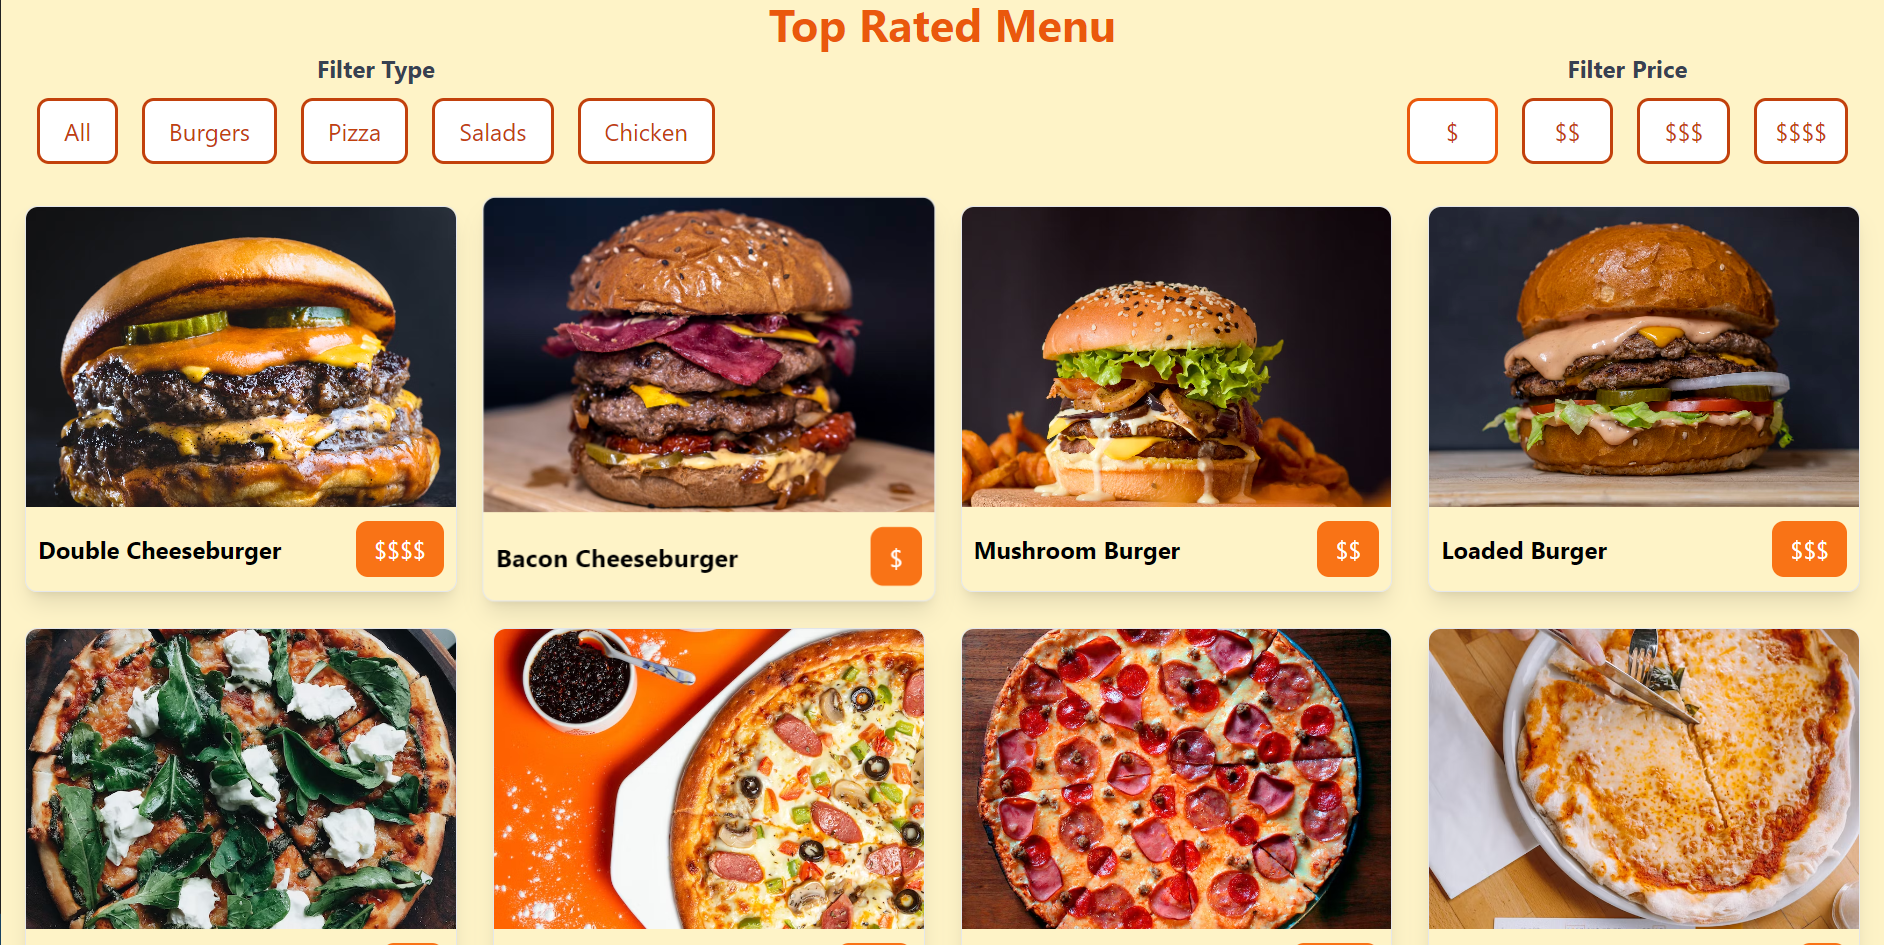 Top Rated Menu
Filter Type
Filter Price
All
Burgers
Pizza
Salads
Chicken
$
$$
$$$
$$$$
Double Cheeseburger
$$$$
Bacon Cheeseburger
$
Mushroom Burger
$$
Loaded Burger
$$$